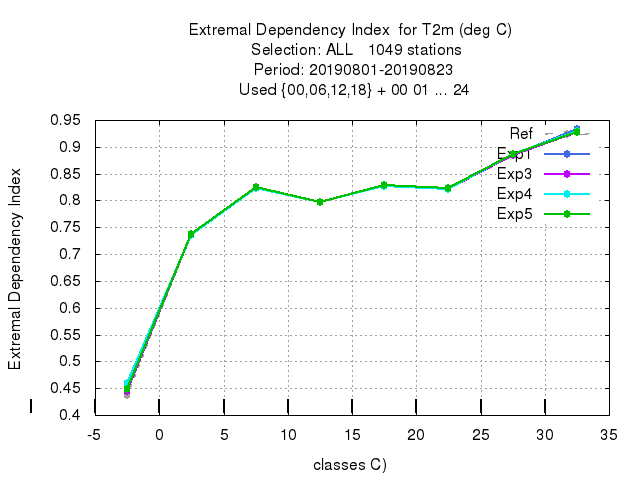 Extremal Dependency Index  for T2m (deg C)
Selection: ALL   1049 stations
Period: 20190801-20190823
Used {00,06,12,18} + 00 01 ... 24
Extremal Dependency Index
0.95
0.9
0.85
0.8
0.75
0.7
0.65
0.6
0.55
0.5
0.45
0.4
Ref
Exp1
Exp3
Exp4
Exp5
-5 0 5 10 15 20 25 30 35
classes C)